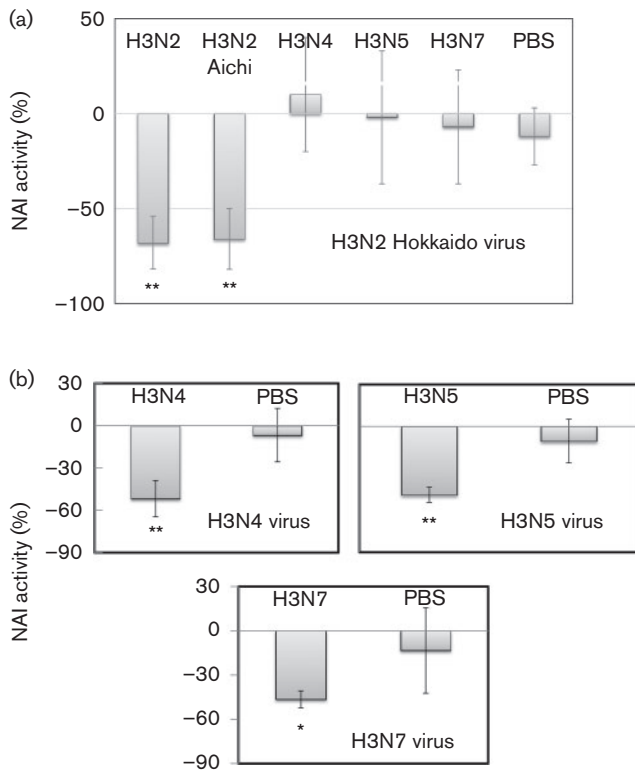 (a)
NAI activity (%)
50
0
−50
−100
H3N2 H3N2 H3N4 H3N5 H3N7 PBS
Aichi
H3N2 Hokkaido virus
** **
(b)
NAI activity (%)
30
0
−30
−60
−90
H3N4 PBS
**
H3N4 virus
H3N5 PBS
**
H3N5 virus
30
0
−30
−60
−90
H3N7 PBS
*
H3N7 virus